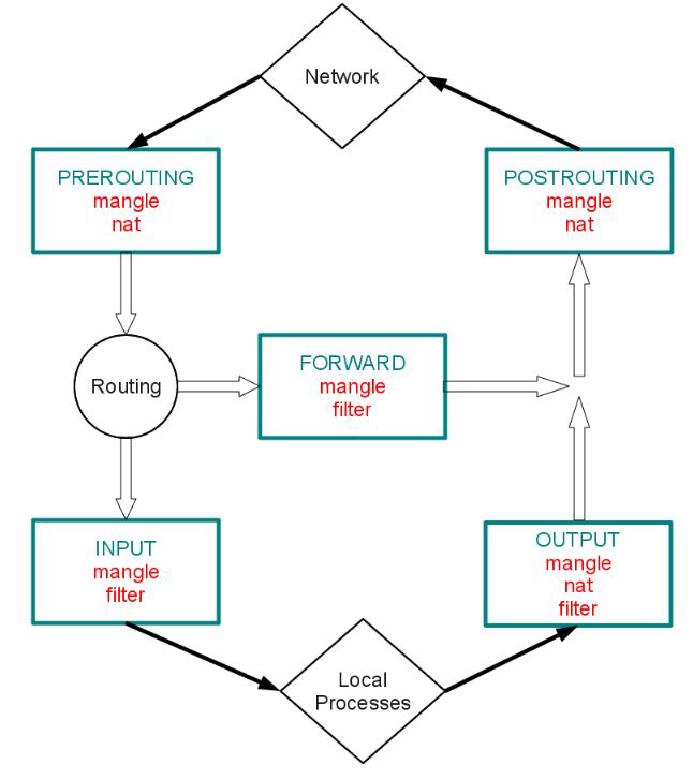 Network
PREROUTING
mangle
nat
POSTROUTING
mangle
nat
Routing
FORWARD
mangle
filter
INPUT
mangle
filter
OUTPUT
mangle
nat
filter
Local
Processes